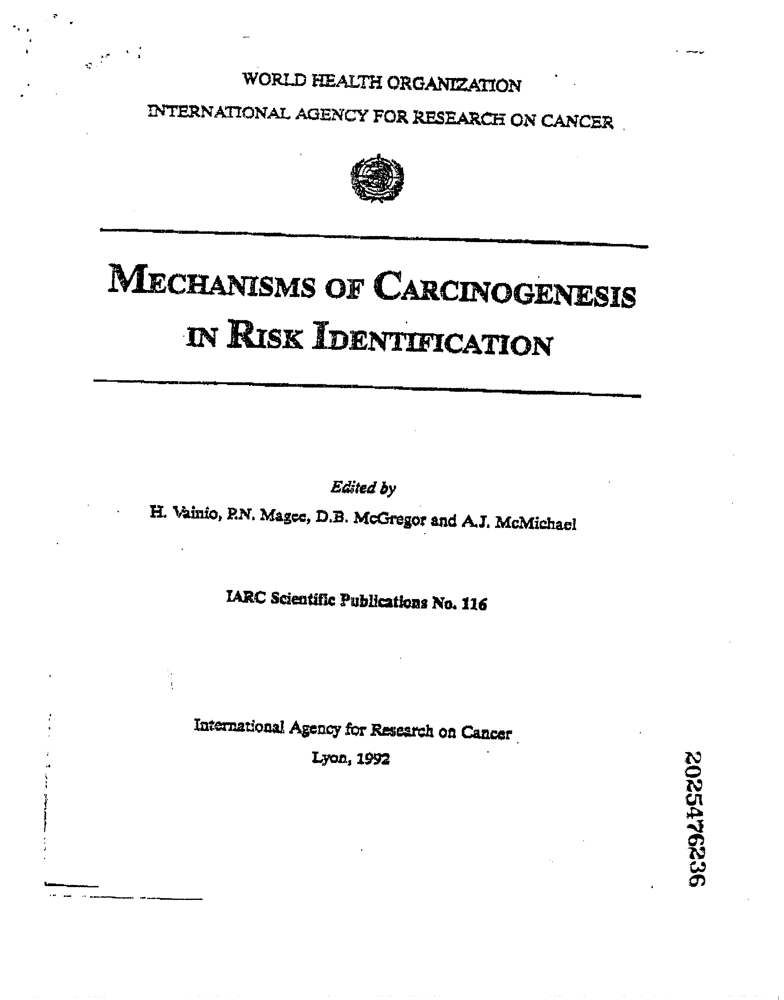 WORLD HEALTH ORGANIZATION
INTERNATIONAL AGENCY FOR RESEARCH ON CANCER
MECHANISMS OF CARCINOGENESIS
IN RISK IDENTIFICATION
Edited by
H. Vainio, P.N. Magee, D.B. McGregor and A.J. McMichael
IARC Scientific Publications No. 116
International Agency for Research on Cancer
Lyon, 1992
2025476236